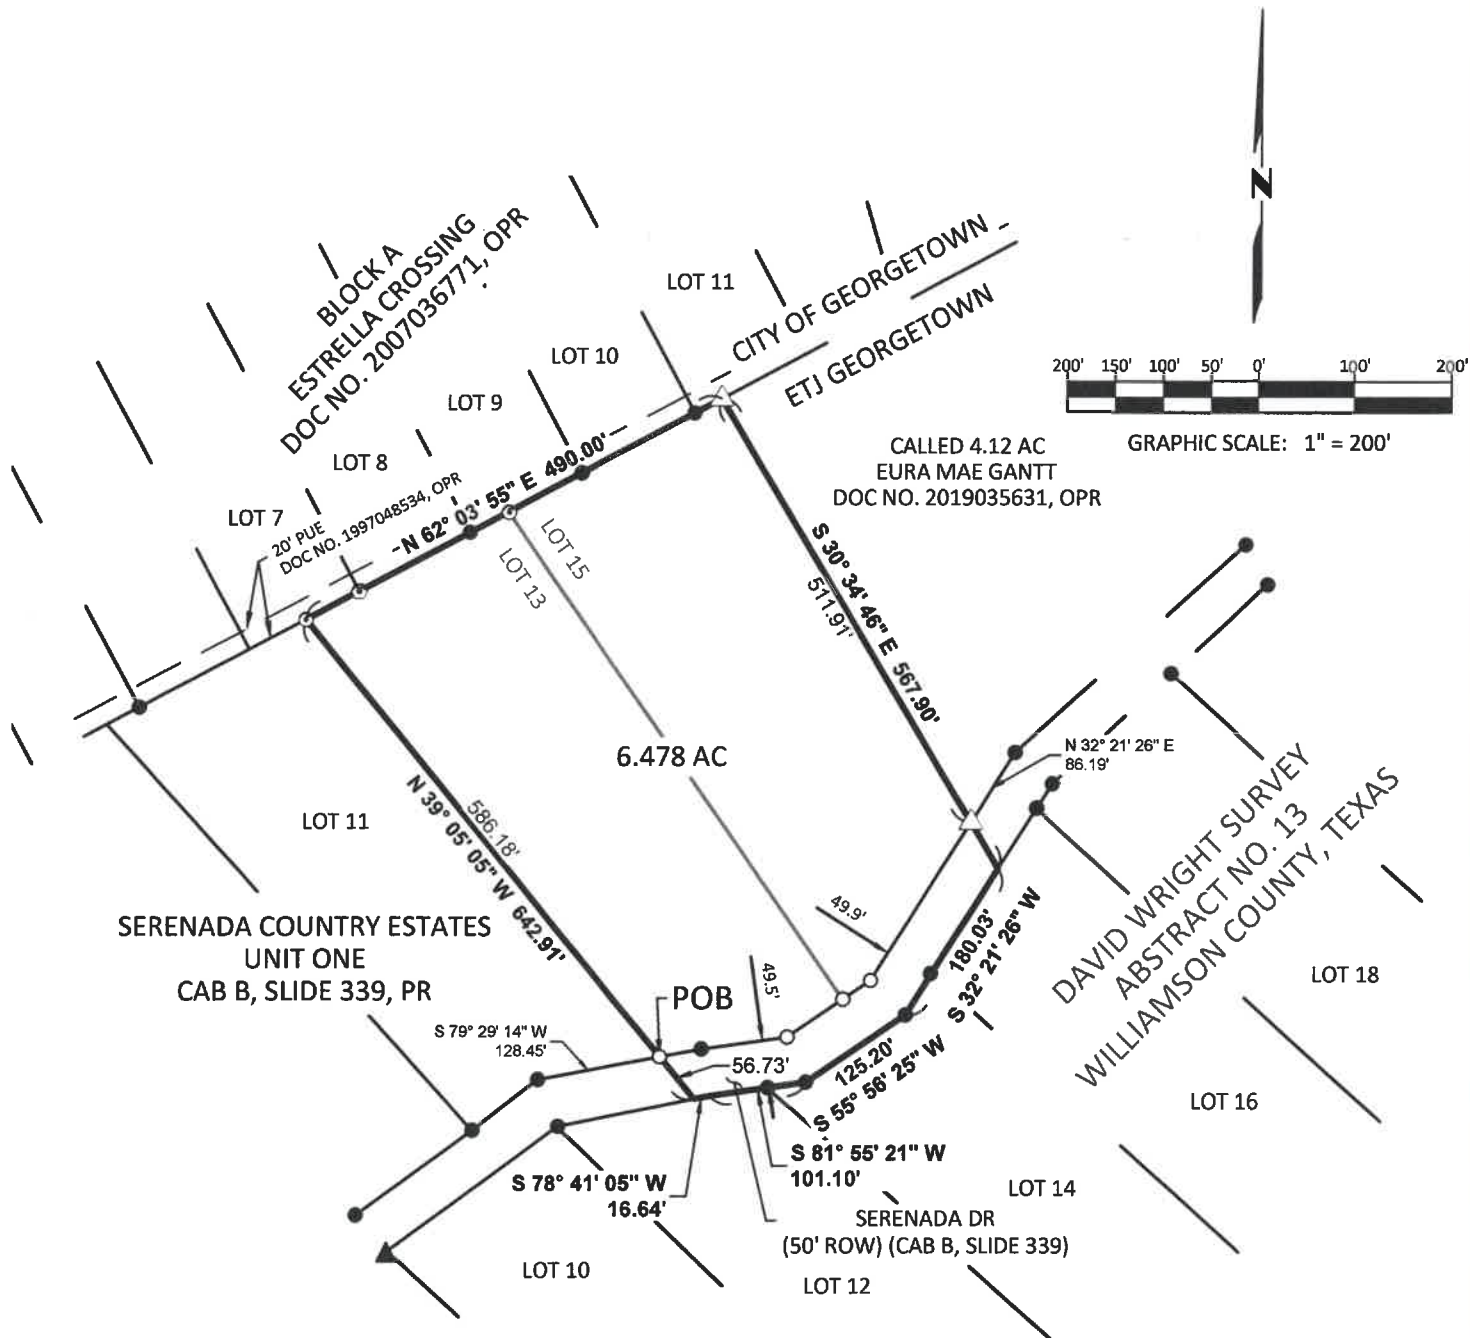 N
200' 150' 100' 50' 0' 100' 200'
GRAPHIC SCALE: 1" = 200'
BLOCK A
ESTRELLA CROSSING
DOC NO. 2007036771, OPR
LOT 11
LOT 10
LOT 9
LOT 8
LOT 7
CITY OF GEORGETOWN
ETJ GEORGETOWN
20' PUE
DOC NO. 1997048534, OPR
N 62° 03' 55" E 490.00'
CALLED 4.12 AC
EURA MAE GANTT
DOC NO. 2019035631, OPR
LOT 15
LOT 13
S 30° 34' 46" E 567.90'
511.91'
6.478 AC
N 32° 21' 26" E
86.19'
LOT 11
586.18'
N 39° 05' 05" W 642.91'
DAVID WRIGHT SURVEY
ABSTRACT NO. 13
WILLIAMSON COUNTY, TEXAS
SERENADA COUNTRY ESTATES
UNIT ONE
CAB B, SLIDE 339, PR
49.9'
49.5'
POB
180.03'
S 32° 21' 26" W
LOT 18
S 79° 29' 14" W
128.45'
56.73'
125.20'
S 55° 56' 25" W
LOT 16
S 81° 55' 21" W
101.10'
S 78° 41' 05" W
16.64'
LOT 14
SERENADA DR
(50' ROW) (CAB B, SLIDE 339)
LOT 10
LOT 12